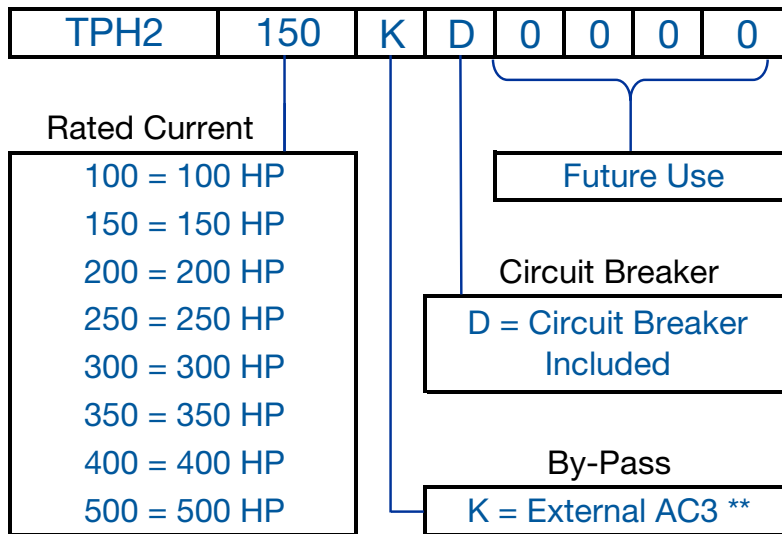 TPH2 150 K D 0 0 0 0
Rated Current
100 = 100 HP
150 = 150 HP
200 = 200 HP
250 = 250 HP
300 = 300 HP
350 = 350 HP
400 = 400 HP
500 = 500 HP
Future Use
Circuit Breaker
D = Circuit Breaker
Included
By-Pass
K = External AC3 **